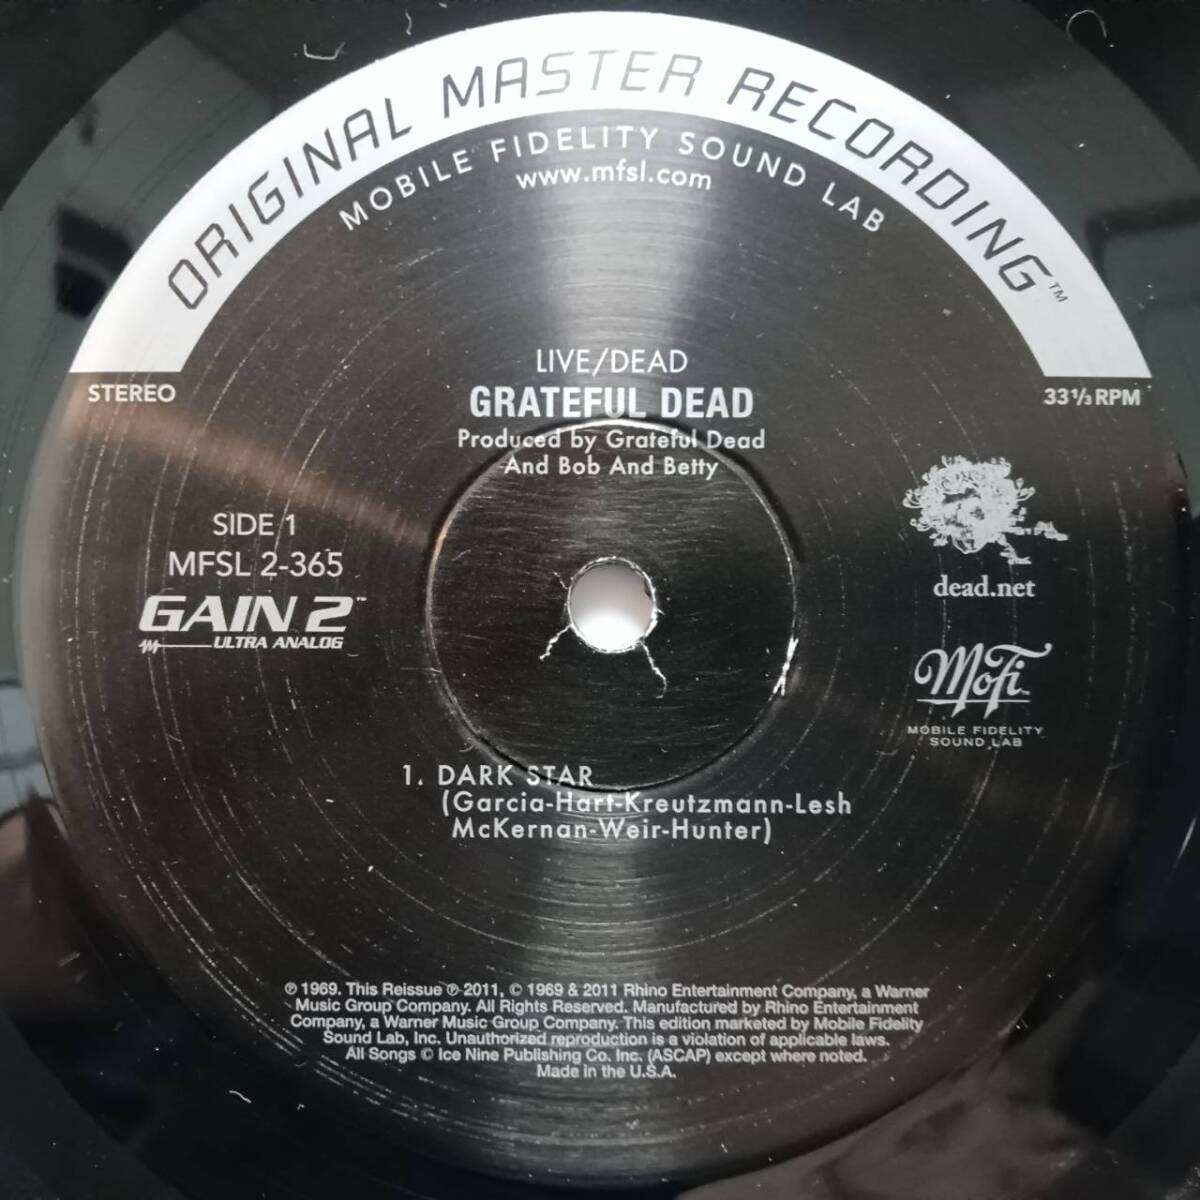 ORIGINAL MASTER RECORDING™
MOBILE FIDELITY SOUND LAB
www.mfsl.com
LIVE/DEAD
GRATEFUL DEAD
Produced by Grateful Dead
And Bob And Betty
STEREO
33 1/3 RPM
SIDE 1
MFSL 2-365
GAIN 2™
ULTRA ANALOG
dead.net
MoFi
MOBILE FIDELITY
SOUND LAB
1. DARK STAR
(Garcia-Hart-Kreutzmann-Lesh
McKernan-Weir-Hunter)
℗ 1969. This Reissue ℗ 2011, © 1969 & 2011 Rhino Entertainment Company, a Warner
Music Group Company. All Rights Reserved. Manufactured by Rhino Entertainment
Company, a Warner Music Group Company. This edition marketed by Mobile Fidelity
Sound Lab, Inc. Unauthorized reproduction is a violation of applicable laws.
All Songs © Ice Nine Publishing Co. Inc. (ASCAP) except where noted.
Made in the U.S.A.